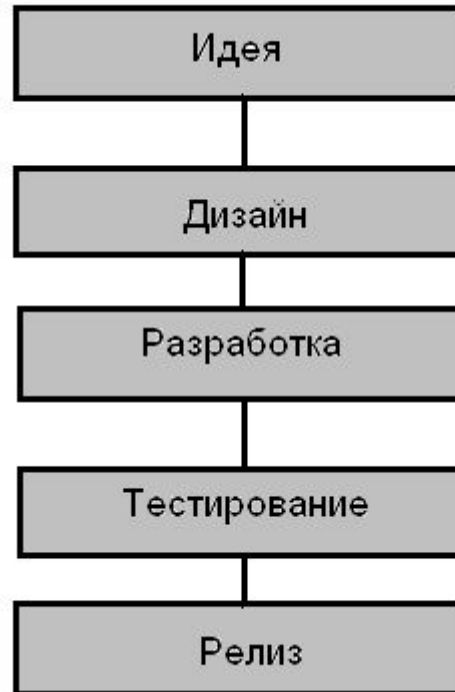 Идея
Дизайн
Разработка
Тестирование
Релиз